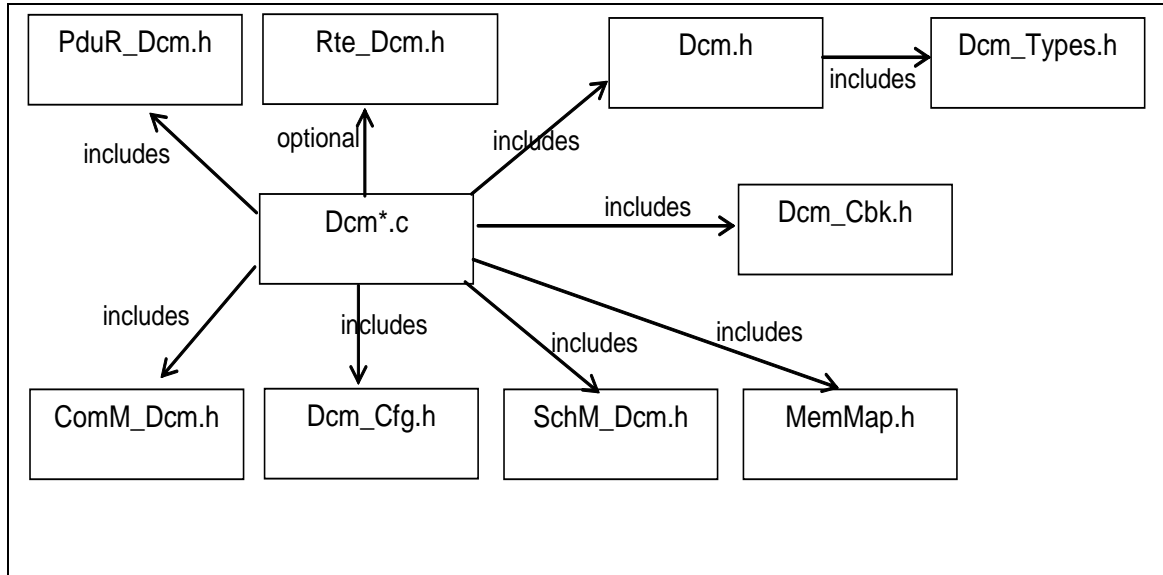 PduR_Dcm.h
Rte_Dcm.h
Dcm.h
Dcm_Types.h
includes
includes
optional
includes
Dcm*.c
includes
Dcm_Cbk.h
includes
includes
includes
includes
ComM_Dcm.h
Dcm_Cfg.h
SchM_Dcm.h
MemMap.h